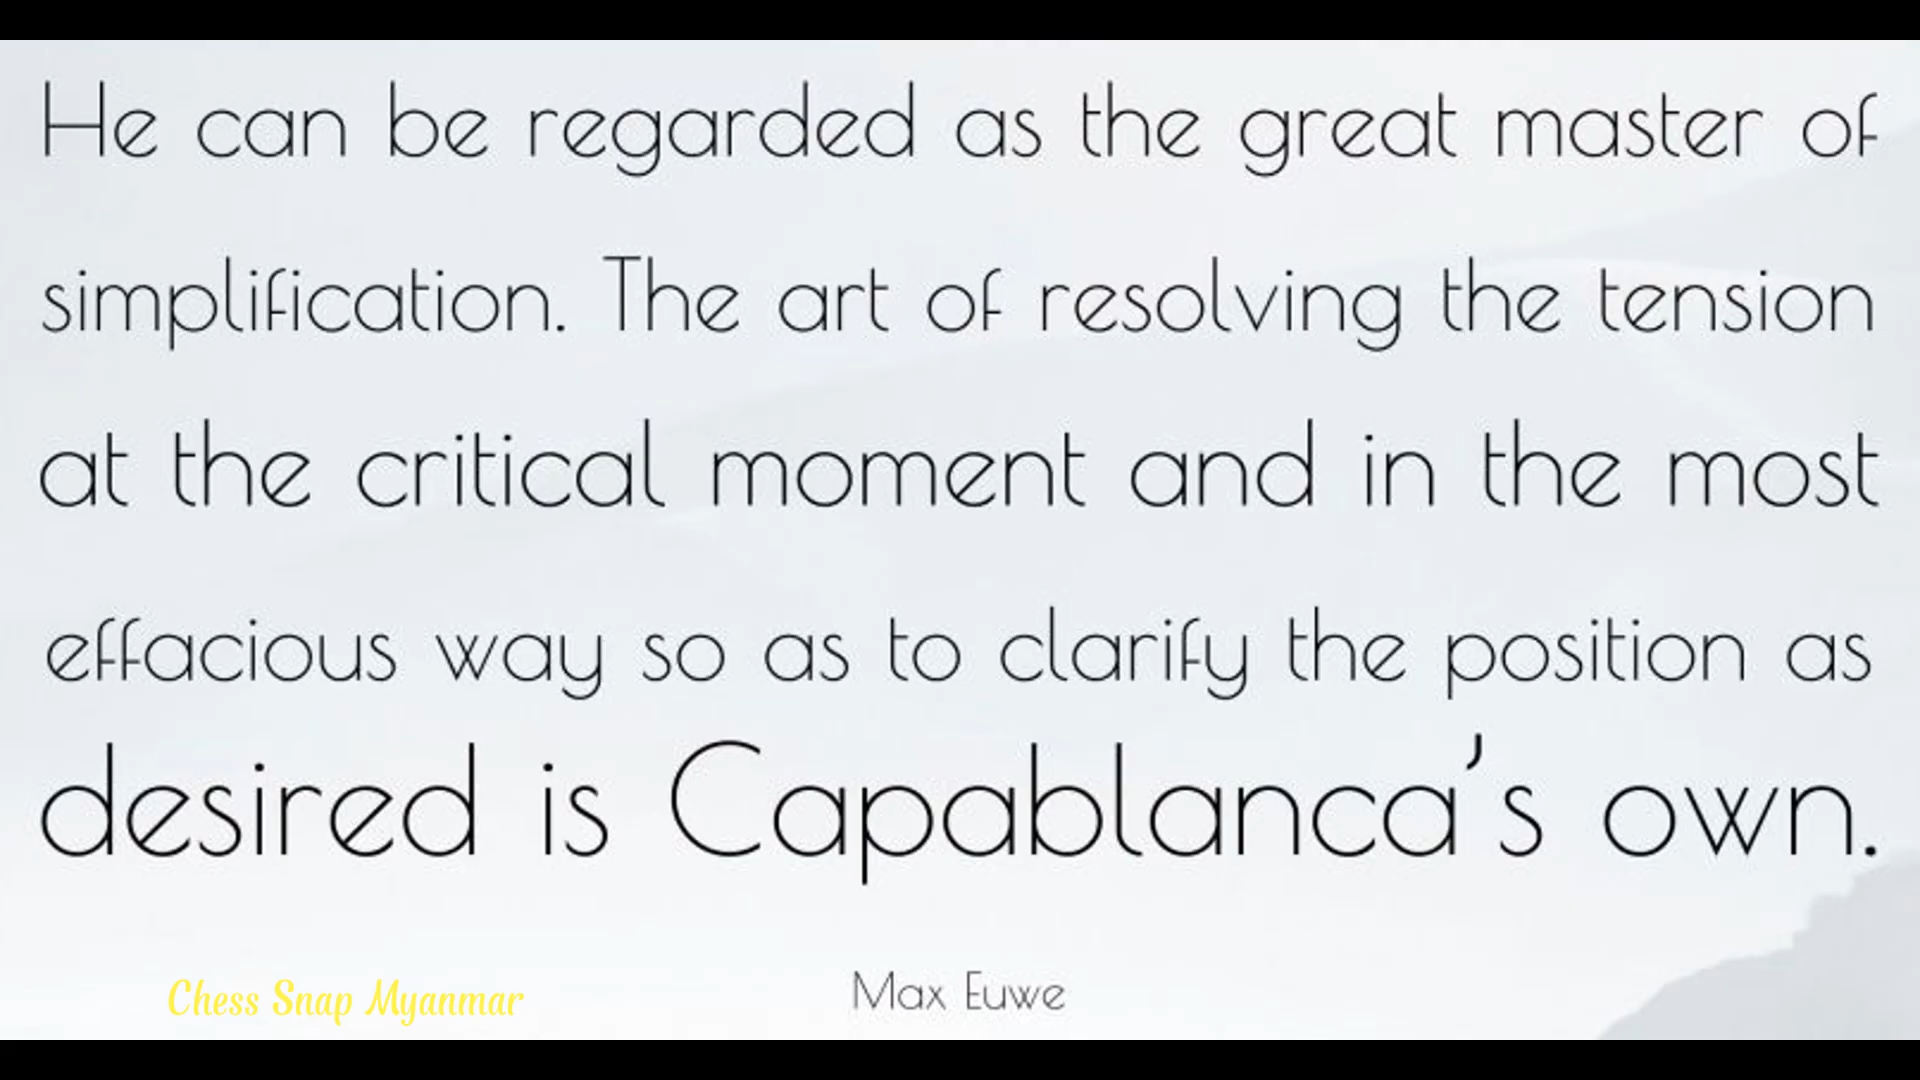 He can be regarded as the great master of
simplification. The art of resolving the tension
at the critical moment and in the most
effacious way so as to clarify the position as
desired is Capablanca’s own.
Max Euwe
Chess Snap Myanmar